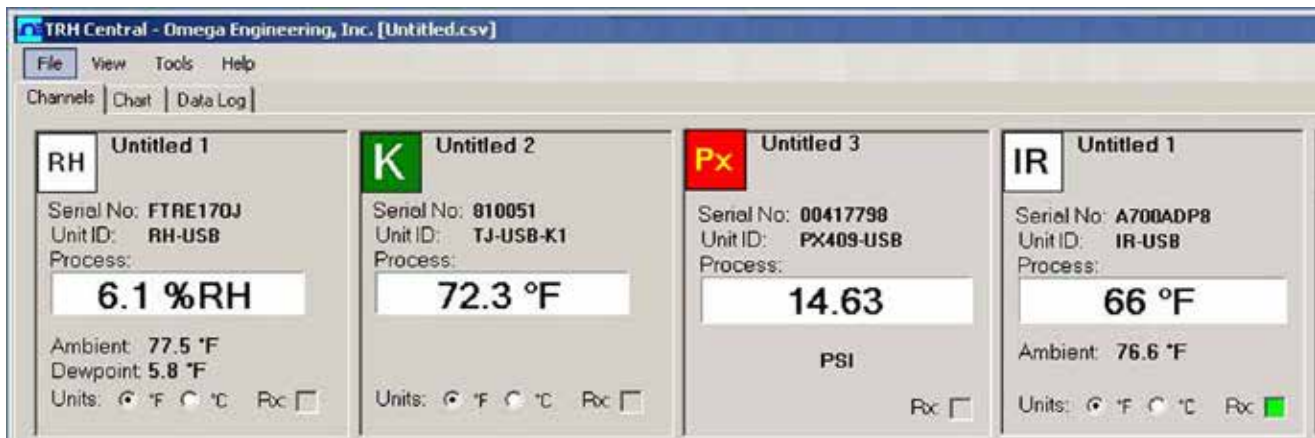 TRH Central - Omega Engineering, Inc. [Untitled.csv]
File View Tools Help
Channels Chart Data Log
RH Untitled 1
Serial No: FTRE170J
Unit ID: RH-USB
Process:
6.1 %RH
Ambient: 77.5 °F
Dewpoint: 5.8 °F
Units: °F °C Rx:
K Untitled 2
Serial No: 810051
Unit ID: TJ-USB-K1
Process:
72.3 °F
Units: °F °C Rx:
Px Untitled 3
Serial No: 00417798
Unit ID: PX409-USB
Process:
14.63
PSI
Rx:
IR Untitled 1
Serial No: A700ADP8
Unit ID: IR-USB
Process:
66 °F
Ambient: 76.6 °F
Units: °F °C Rx: